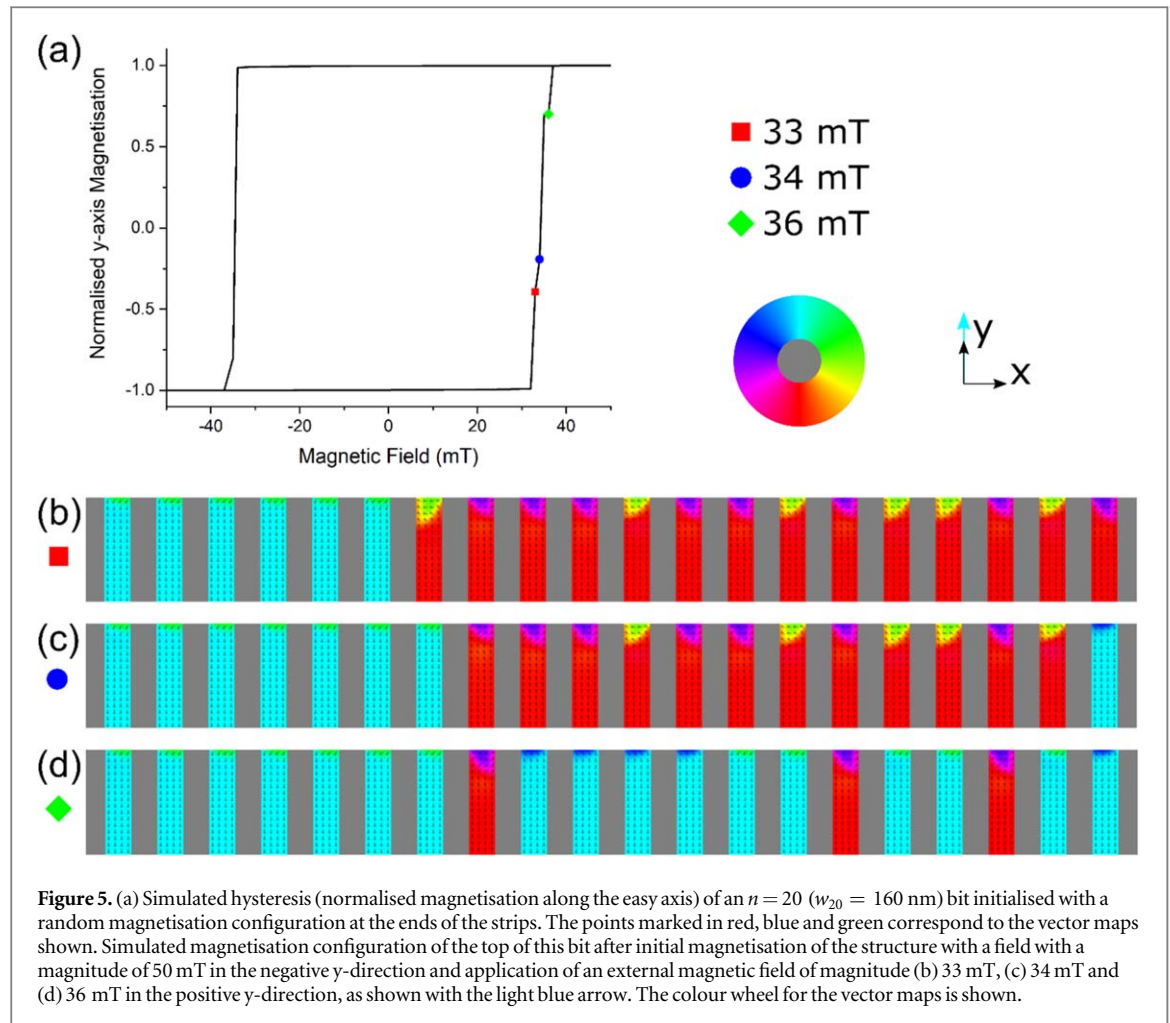 (a)
1.0
0.5
0.0
-0.5
-1.0
Normalised y-axis Magnetisation
-40 -20 0 20 40
Magnetic Field (mT)
33 mT
34 mT
36 mT
y
x
(b)
(c)
(d)
Figure 5. (a) Simulated hysteresis (normalised magnetisation along the easy axis) of an n = 20 (w20 = 160 nm) bit initialised with a
random magnetisation configuration at the ends of the strips. The points marked in red, blue and green correspond to the vector maps
shown. Simulated magnetisation configuration of the top of this bit after initial magnetisation of the structure with a field with a
magnitude of 50 mT in the negative y-direction and application of an external magnetic field of magnitude (b) 33 mT, (c) 34 mT and
(d) 36 mT in the positive y-direction, as shown with the light blue arrow. The colour wheel for the vector maps is shown.